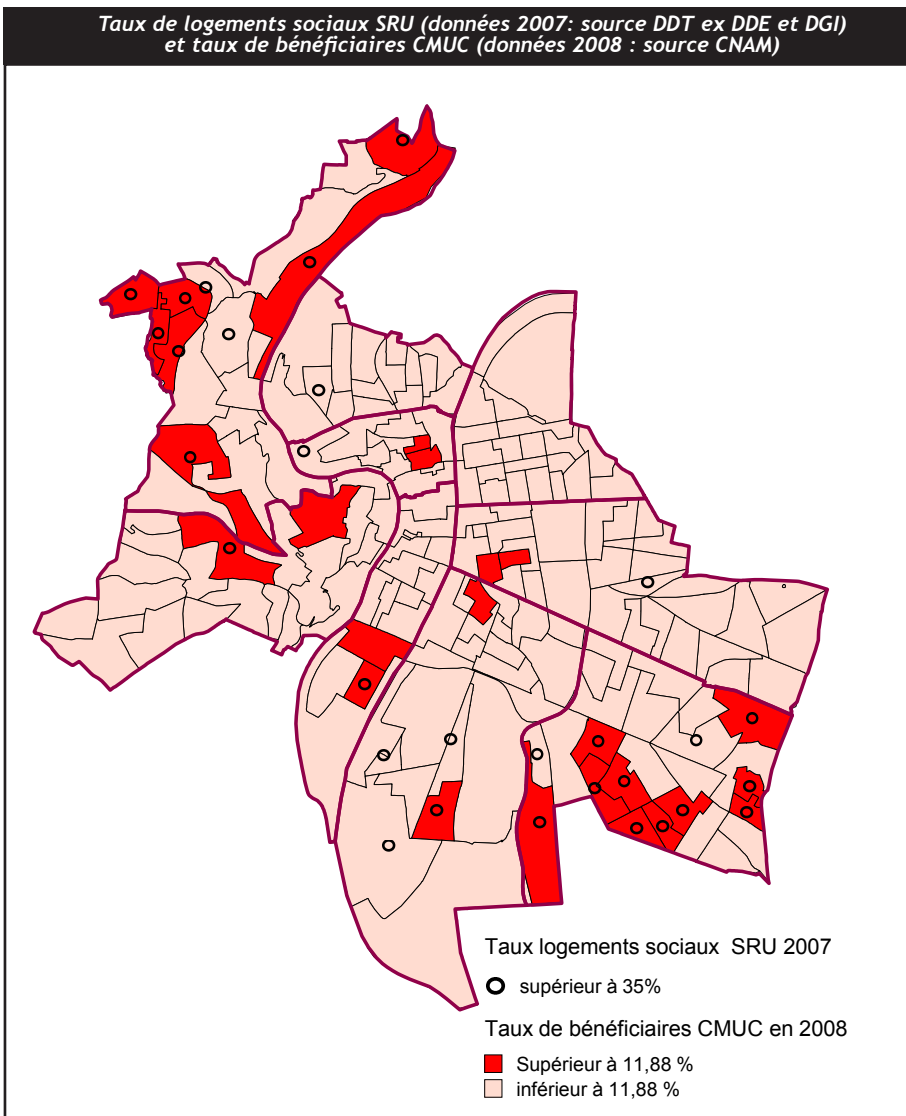 Taux de logements sociaux SRU (données 2007: source DDT ex DDE et DGI)
et taux de bénéficiaires CMUC (données 2008 : source CNAM)
Taux logements sociaux SRU 2007
supérieur à 35%
Taux de bénéficiaires CMUC en 2008
Supérieur à 11,88 %
inférieur à 11,88 %